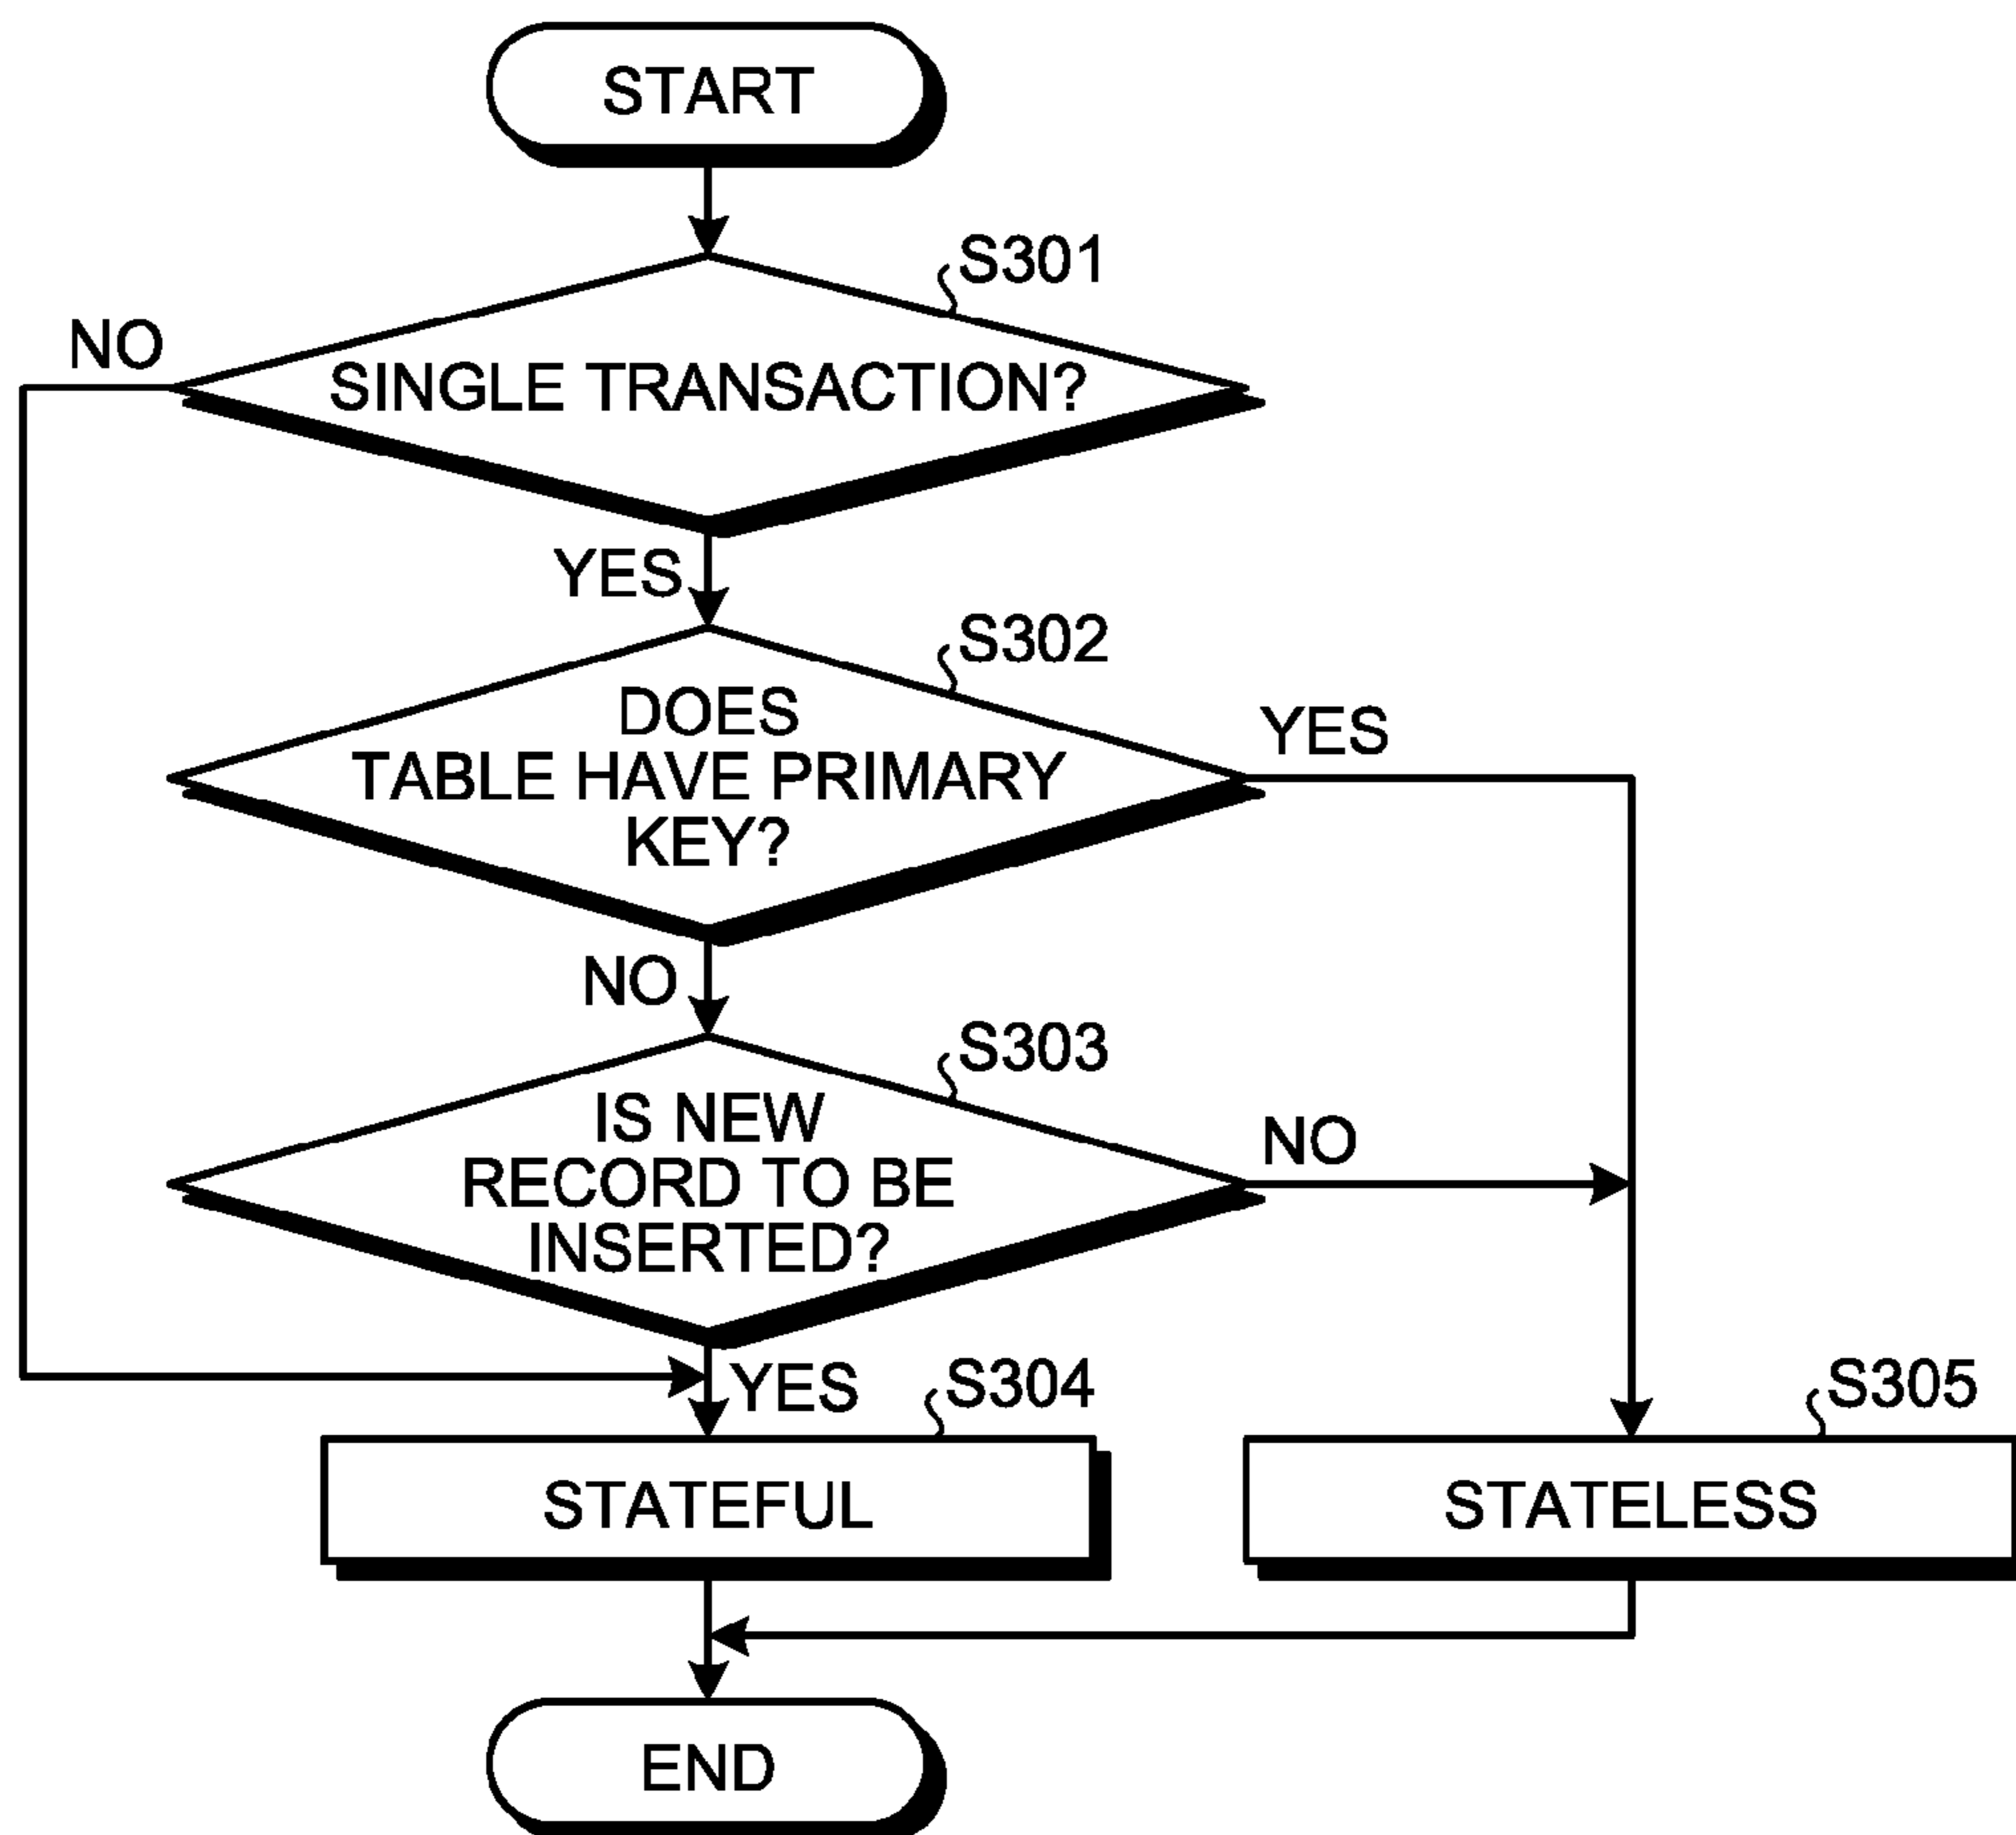 START
S301
NO
SINGLE TRANSACTION?
YES
S302
DOES
TABLE HAVE PRIMARY
KEY?
YES
NO
S303
IS NEW
RECORD TO BE
INSERTED?
NO
YES
S304
S305
STATEFUL
STATELESS
END